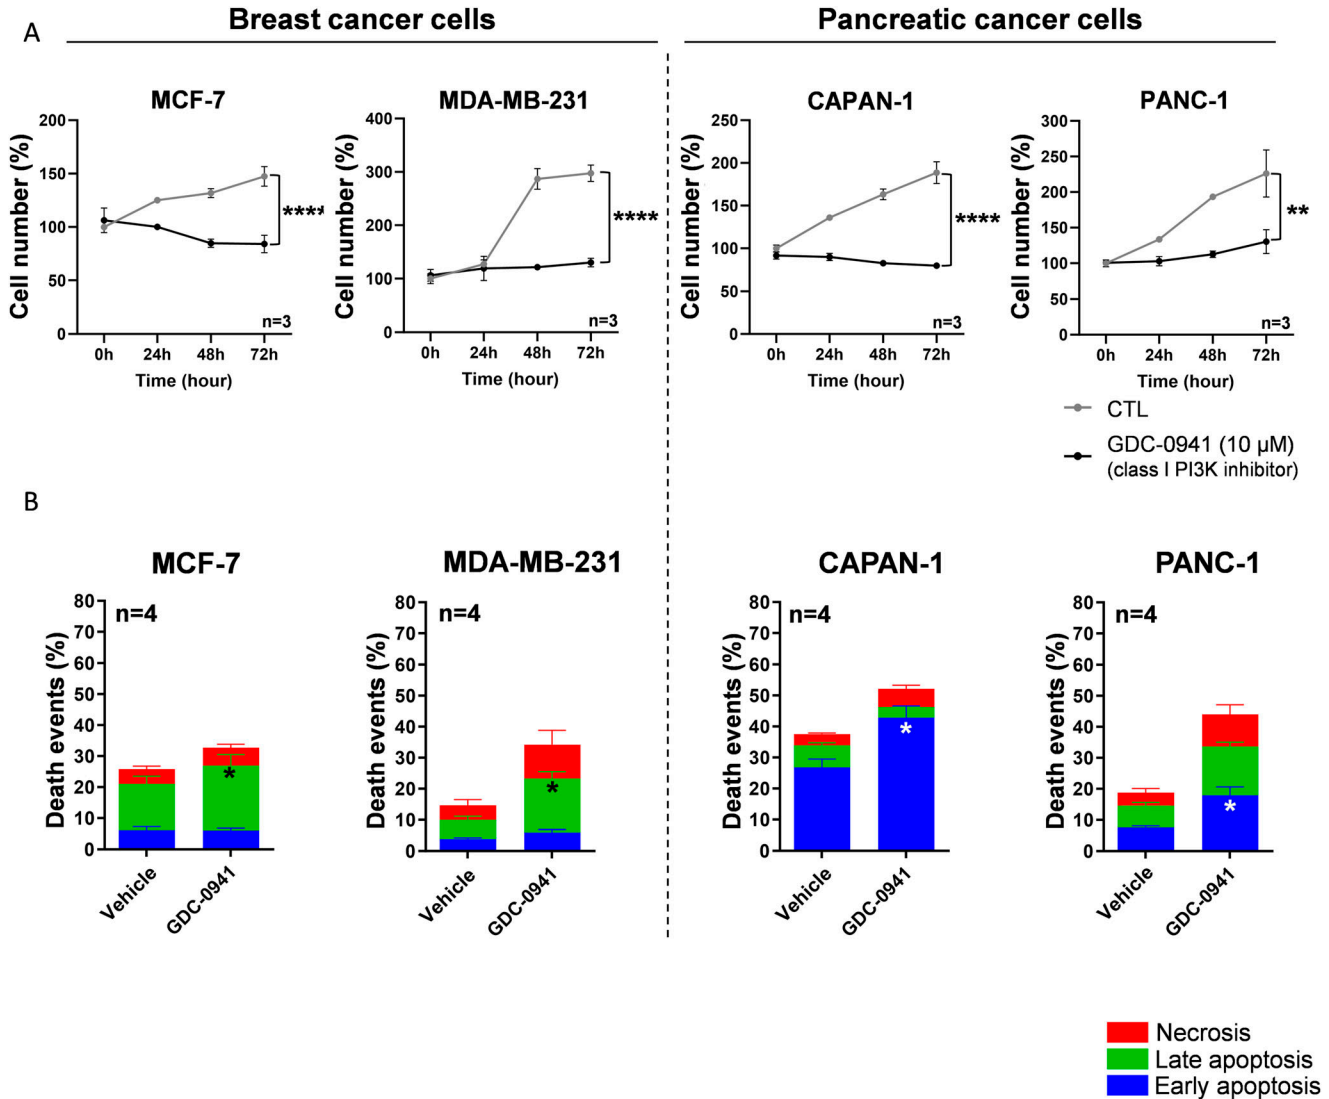 A
Breast cancer cells
Pancreatic cancer cells
MCF-7
Cell number (%)
200
150
100
50
0
****
n=3
0h 24h 48h 72h
Time (hour)
MDA-MB-231
Cell number (%)
400
300
200
100
0
****
n=3
0h 24h 48h 72h
Time (hour)
CAPAN-1
Cell number (%)
250
200
150
100
50
0
****
n=3
0h 24h 48h 72h
Time (hour)
PANC-1
Cell number (%)
300
250
200
150
100
50
0
**
n=3
0h 24h 48h 72h
Time (hour)
CTL
GDC-0941 (10 µM)
(class I PI3K inhibitor)
B
MCF-7
Death events (%)
80
70
60
50
40
30
20
10
0
n=4
*
Vehicle
GDC-0941
MDA-MB-231
Death events (%)
80
70
60
50
40
30
20
10
0
n=4
*
Vehicle
GDC-0941
CAPAN-1
Death events (%)
80
70
60
50
40
30
20
10
0
n=4
*
Vehicle
GDC-0941
PANC-1
Death events (%)
80
70
60
50
40
30
20
10
0
n=4
*
Vehicle
GDC-0941
Necrosis
Late apoptosis
Early apoptosis